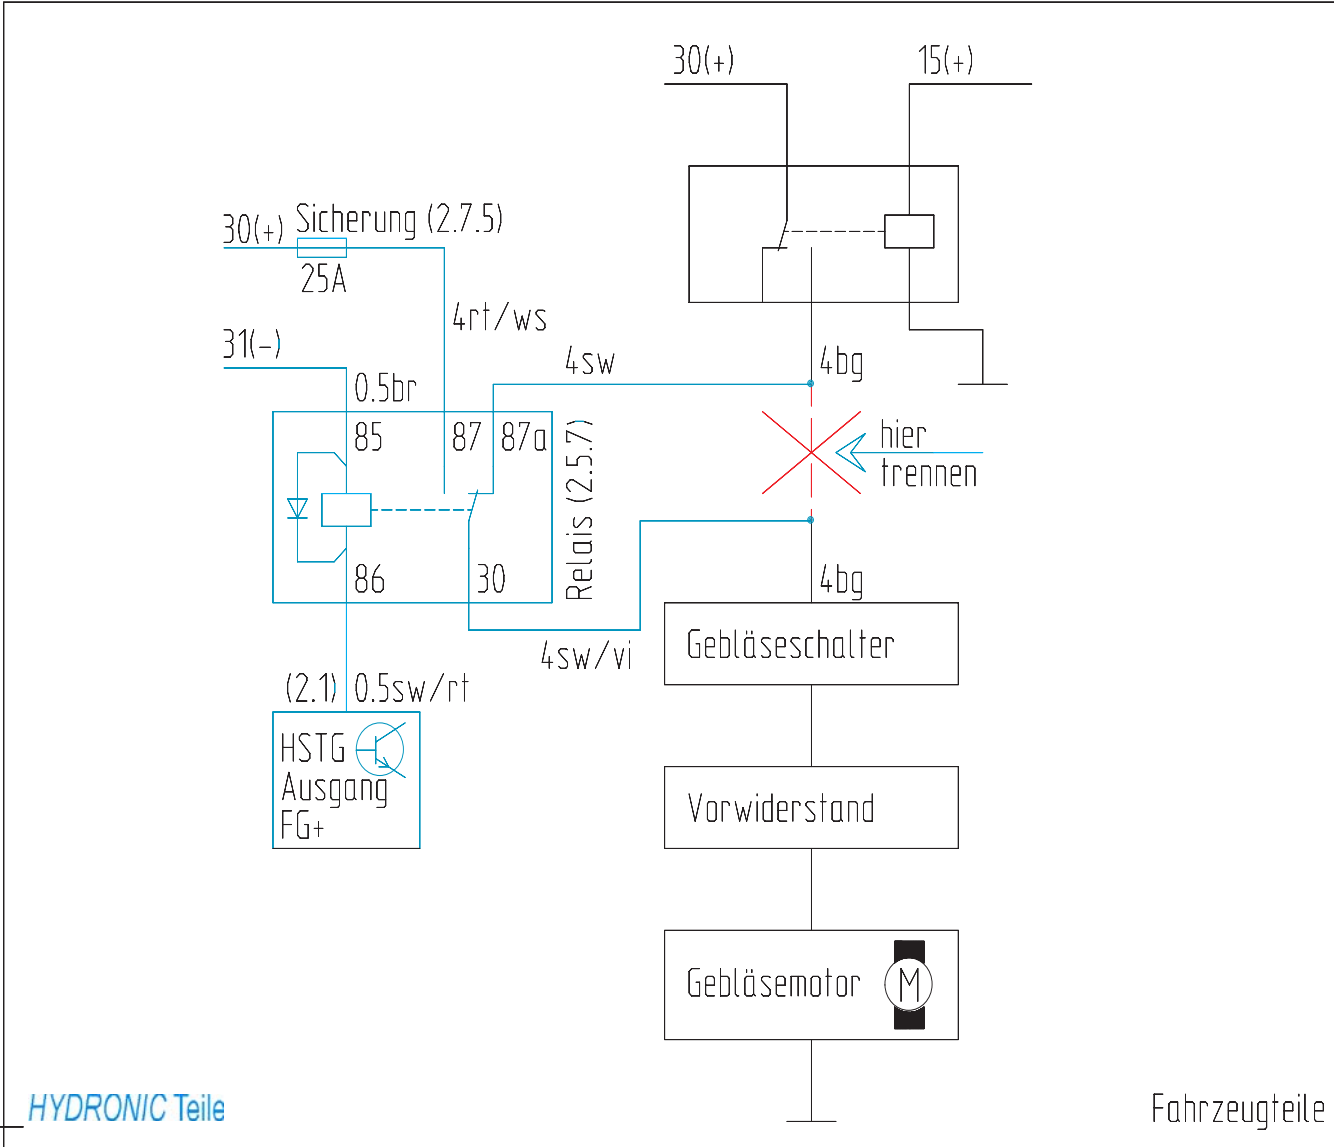 30(+)
15(+)
30(+)
Sicherung (2.7.5)
25A
4rt/ws
31(-)
0.5br
4sw
4bg
85
87
87a
Relais (2.5.7)
hier
trennen
86
30
4bg
4sw/vi
Gebläseschalter
(2.1)
0.5sw/rt
HSTG
Ausgang
FG+
Vorwiderstand
Gebläsemotor
M
HYDRONIC Teile
Fahrzeugteile